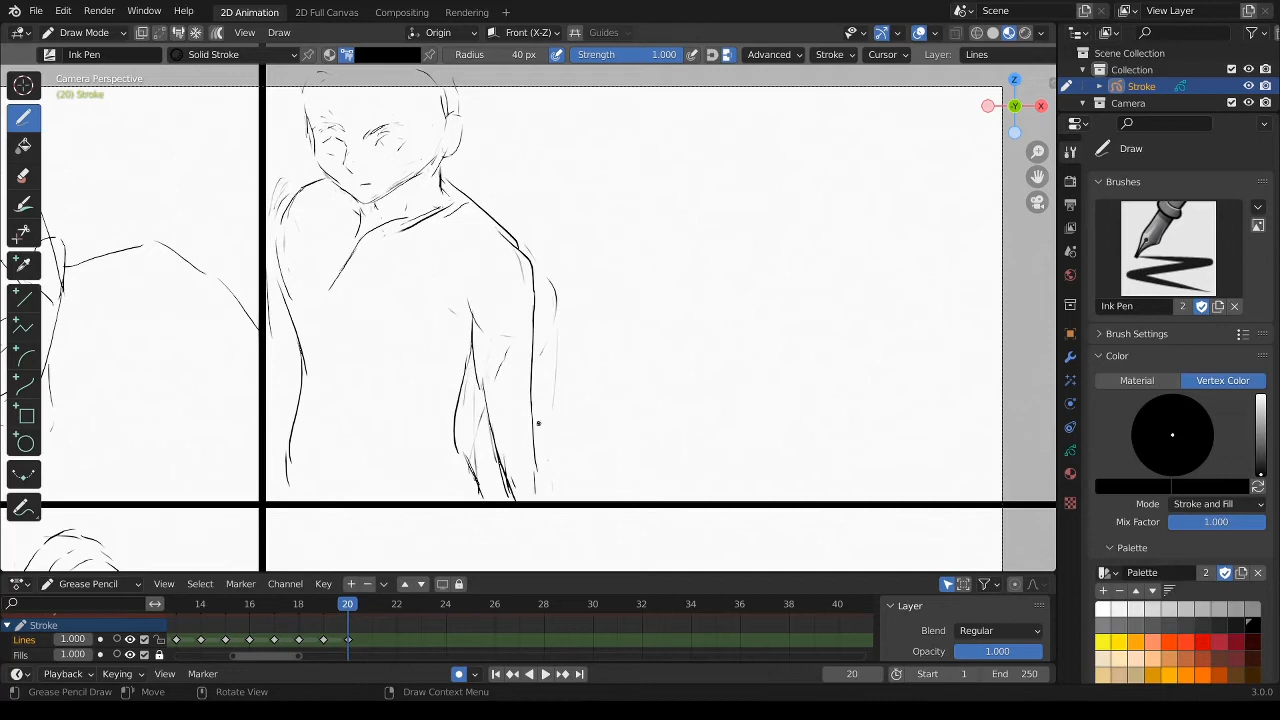 File Edit Render Window Help 2D Animation 2D Full Canvas Compositing Rendering + Scene View Layer
Draw Mode View Draw Origin Front (X-Z) Guides
Ink Pen Solid Stroke Radius 40 px Strength 1.000 Advanced Stroke Cursor Layer: Lines
Scene Collection
Collection
Stroke
Camera
Camera Perspective
(20) Stroke
Z
-Y
X
Draw
Brushes
Ink Pen 2
Brush Settings
Color
Material Vertex Color
Mode Stroke and Fill
Mix Factor 1.000
Palette
Palette 2
Grease Pencil View Select Marker Channel Key
14 16 18 20 22 24 26 28 30 32 34 36 38 40
Stroke
Lines 1.000
Fills 1.000
Layer
Blend Regular
Opacity 1.000
Playback Keying View Marker 20 Start 1 End 250
Grease Pencil Draw Move Rotate View Draw Context Menu 3.0.0